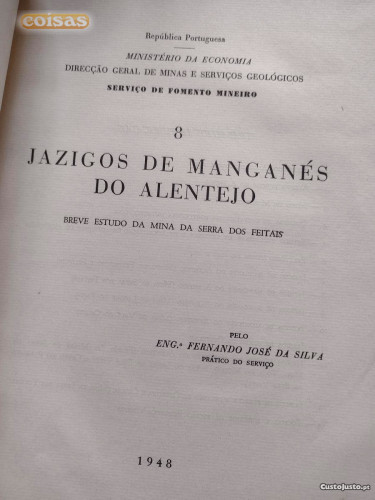 coisas
República Portuguesa
MINISTÉRIO DA ECONOMIA
DIRECÇÃO GERAL DE MINAS E SERVIÇOS GEOLÓGICOS
SERVIÇO DE FOMENTO MINEIRO
8
JAZIGOS DE MANGANÉS
DO ALENTEJO
BREVE ESTUDO DA MINA DA SERRA DOS FEITAIS
PELO
ENG.º FERNANDO JOSÉ DA SILVA
PRÁTICO DO SERVIÇO
1948
CustoJusto.pt